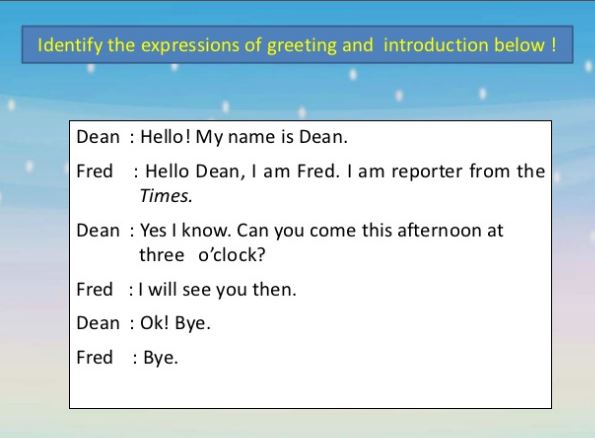 Identify the expressions of greeting and introduction below !
Dean : Hello! My name is Dean.
Fred : Hello Dean, I am Fred. I am reporter from the
Times.
Dean : Yes I know. Can you come this afternoon at
three o’clock?
Fred : I will see you then.
Dean : Ok! Bye.
Fred : Bye.